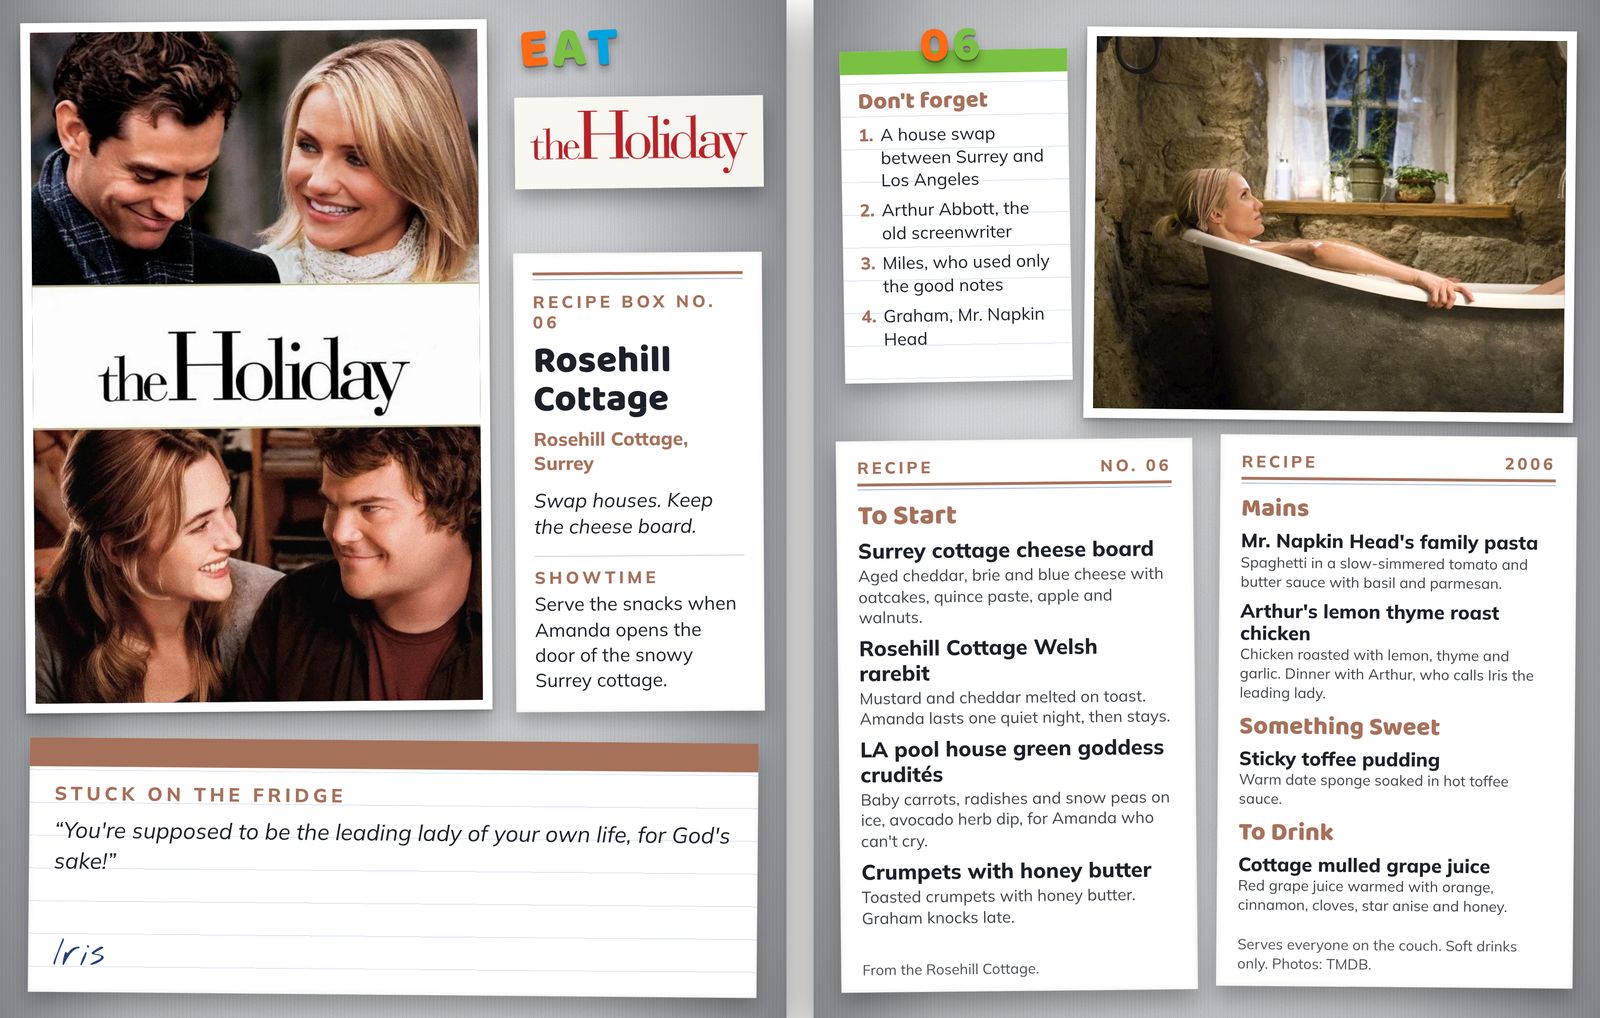 EAT
the Holiday
the Holiday
RECIPE BOX NO.
06
Rosehill
Cottage
Rosehill Cottage,
Surrey
Swap houses. Keep
the cheese board.
SHOWTIME
Serve the snacks when
Amanda opens the
door of the snowy
Surrey cottage.
STUCK ON THE FRIDGE
“You're supposed to be the leading lady of your own life, for God's
sake!”
Iris
06
Don't forget
1. A house swap
between Surrey and
Los Angeles
2. Arthur Abbott, the
old screenwriter
3. Miles, who used only
the good notes
4. Graham, Mr. Napkin
Head
RECIPE NO. 06
To Start
Surrey cottage cheese board
Aged cheddar, brie and blue cheese with
oatcakes, quince paste, apple and
walnuts.
Rosehill Cottage Welsh
rarebit
Mustard and cheddar melted on toast.
Amanda lasts one quiet night, then stays.
LA pool house green goddess
crudités
Baby carrots, radishes and snow peas on
ice, avocado herb dip, for Amanda who
can't cry.
Crumpets with honey butter
Toasted crumpets with honey butter.
Graham knocks late.
From the Rosehill Cottage.
RECIPE 2006
Mains
Mr. Napkin Head's family pasta
Spaghetti in a slow-simmered tomato and
butter sauce with basil and parmesan.
Arthur's lemon thyme roast
chicken
Chicken roasted with lemon, thyme and
garlic. Dinner with Arthur, who calls Iris the
leading lady.
Something Sweet
Sticky toffee pudding
Warm date sponge soaked in hot toffee
sauce.
To Drink
Cottage mulled grape juice
Red grape juice warmed with orange,
cinnamon, cloves, star anise and honey.
Serves everyone on the couch. Soft drinks
only. Photos: TMDB.